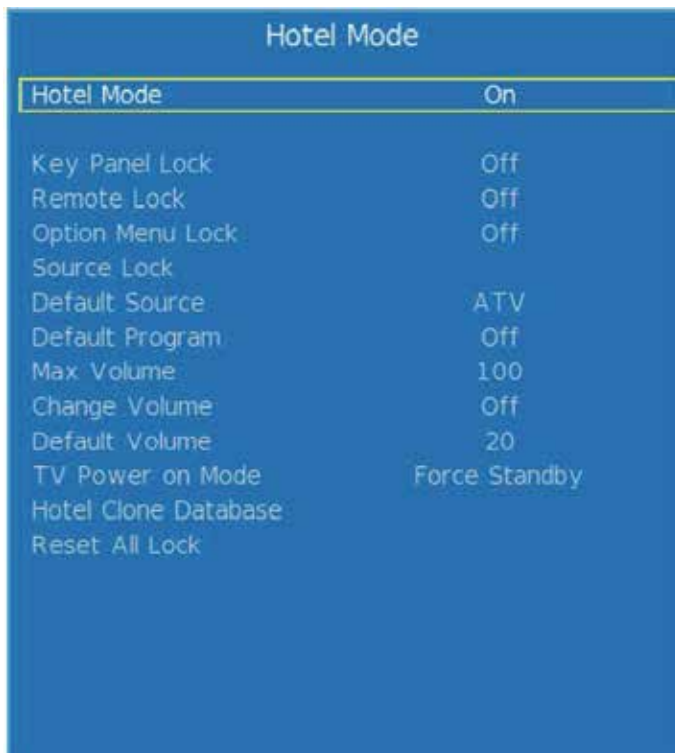 Hotel Mode
Hotel Mode On
Key Panel Lock Off
Remote Lock Off
Option Menu Lock Off
Source Lock
Default Source ATV
Default Program Off
Max Volume 100
Change Volume Off
Default Volume 20
TV Power on Mode Force Standby
Hotel Clone Database
Reset All Lock